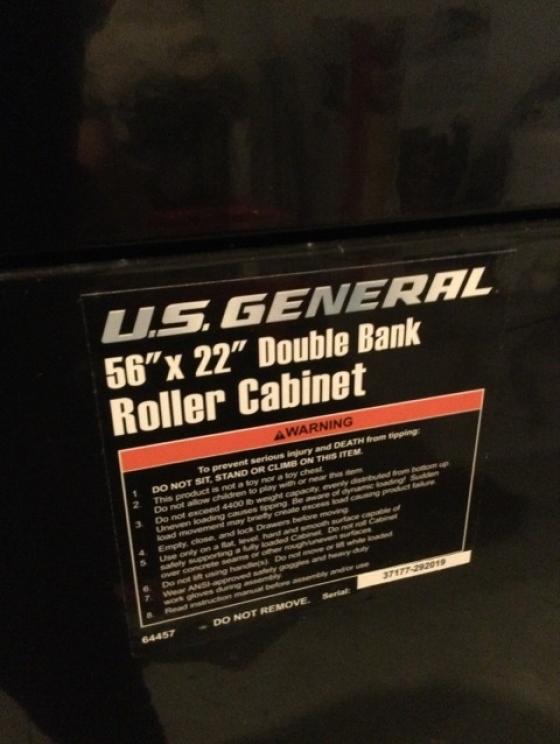 U.S. GENERAL
56" x 22" Double Bank
Roller Cabinet
⚠WARNING
To prevent serious injury and DEATH from tipping:
DO NOT SIT, STAND OR CLIMB ON THIS ITEM.
1. This product is not a toy nor a toy chest.
2. Do not allow children to play with or near this item.
3. Do not exceed 4400 lb weight capacity, evenly distributed from bottom up.
Uneven loading causes tipping. Be aware of dynamic loading! Sudden
load movement may briefly create excess load causing product failure.
4. Empty, close, and lock Drawers before moving.
5. Use only on a flat, level, hard and smooth surface capable of
safely supporting a fully loaded Cabinet. Do not roll Cabinet
over concrete seams or other rough/uneven surfaces
6. Do not lift using handle(s). Do not move or tilt while loaded
7. Wear ANSI-approved safety goggles and heavy-duty
work gloves during assembly.
8. Read instruction manual before assembly and/or use
64457 DO NOT REMOVE. Serial: 37177-292019